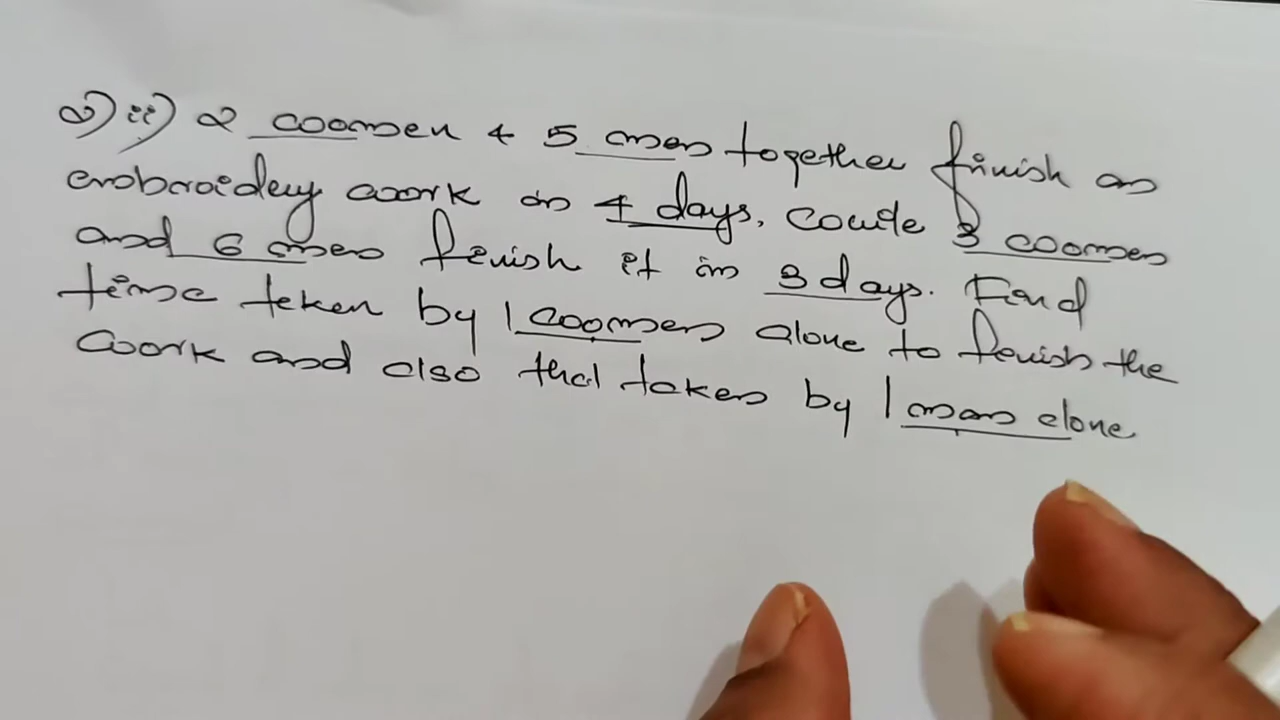 2) ii) 2 women & 5 men together finish an
embroidery work in 4 days, while 3 women
and 6 men finish it in 3 days. Find
time taken by 1 women alone to finish the
work and also that taken by 1 man alone